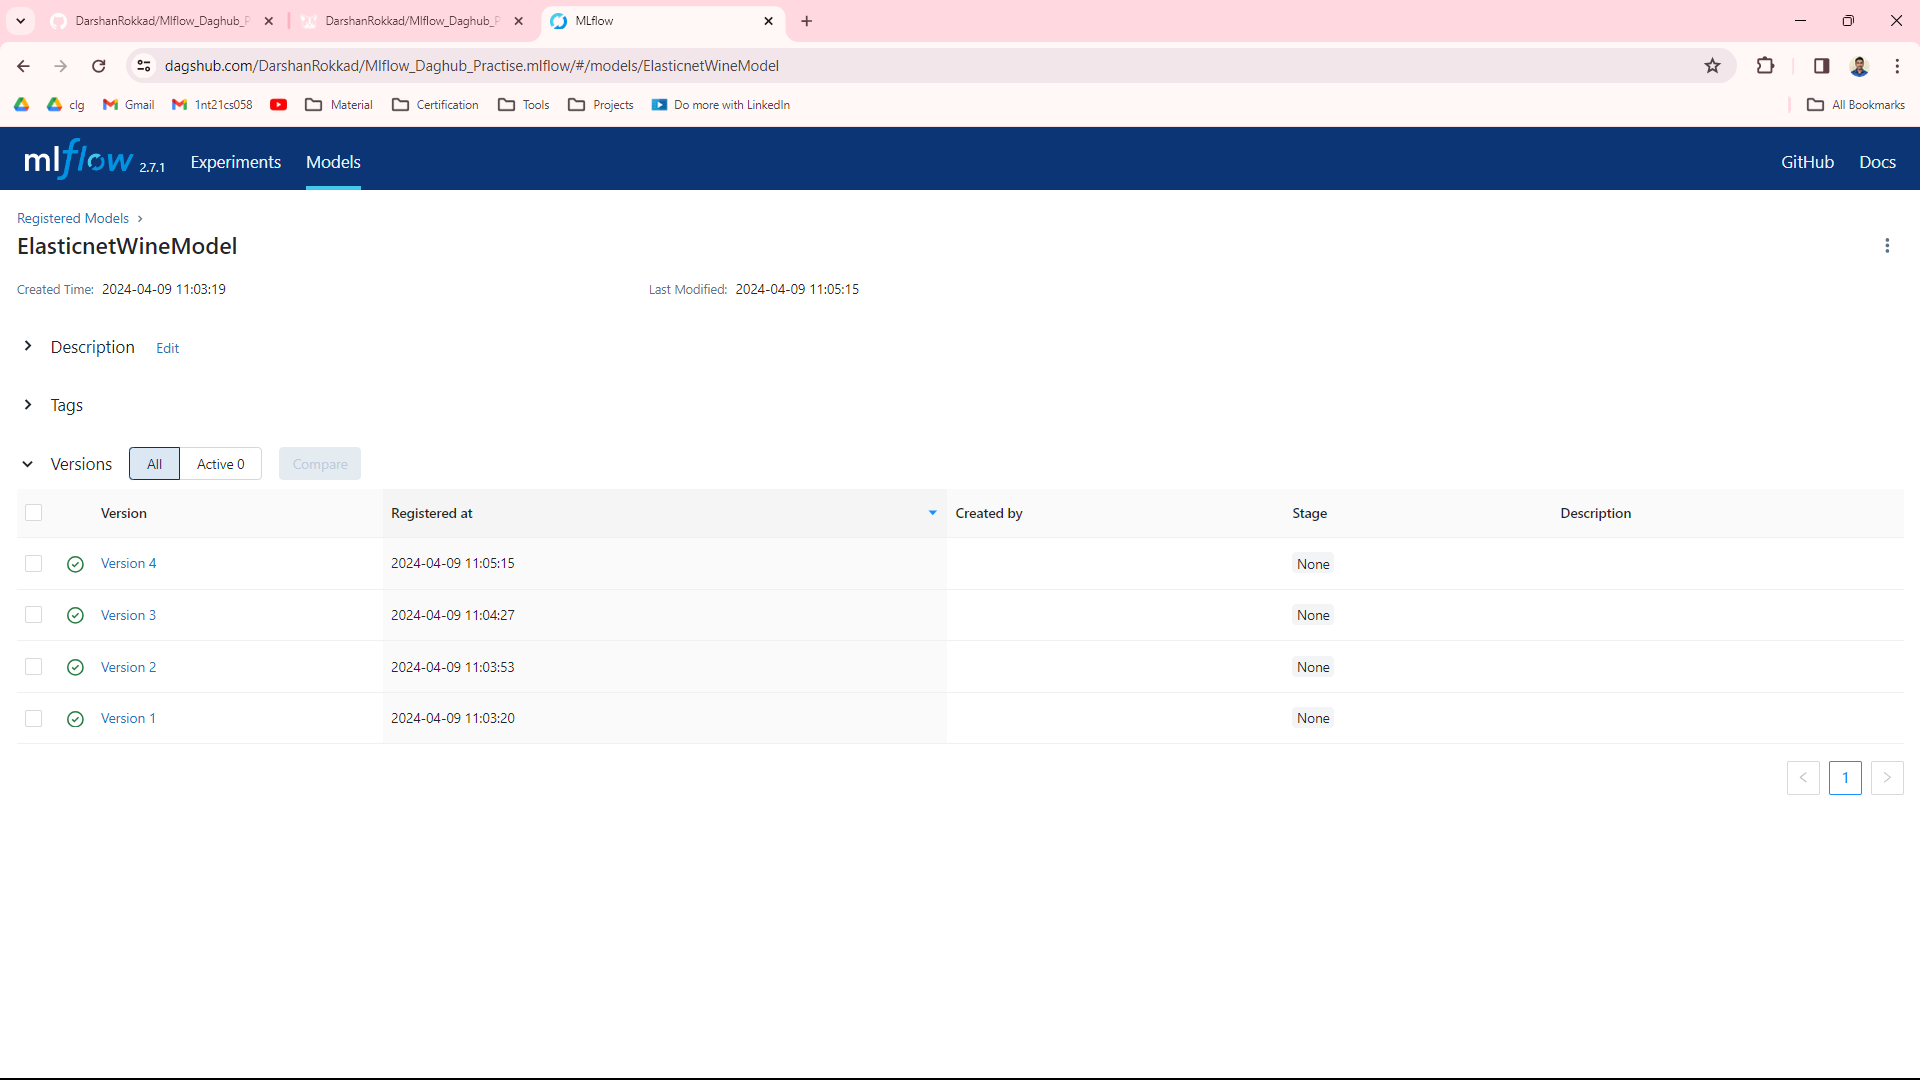 DarshanRokkad/Mlflow_Daghub_P
DarshanRokkad/Mlflow_Daghub_P
MLflow
dagshub.com/DarshanRokkad/Mlflow_Daghub_Practise.mlflow/#/models/ElasticnetWineModel
clg Gmail 1nt21cs058 Material Certification Tools Projects Do more with LinkedIn All Bookmarks
mlflow 2.7.1 Experiments Models GitHub Docs
Registered Models
ElasticnetWineModel
Created Time: 2024-04-09 11:03:19 Last Modified: 2024-04-09 11:05:15
Description Edit
Tags
Versions All Active 0 Compare
Version Registered at Created by Stage Description
Version 4 2024-04-09 11:05:15 None
Version 3 2024-04-09 11:04:27 None
Version 2 2024-04-09 11:03:53 None
Version 1 2024-04-09 11:03:20 None
1